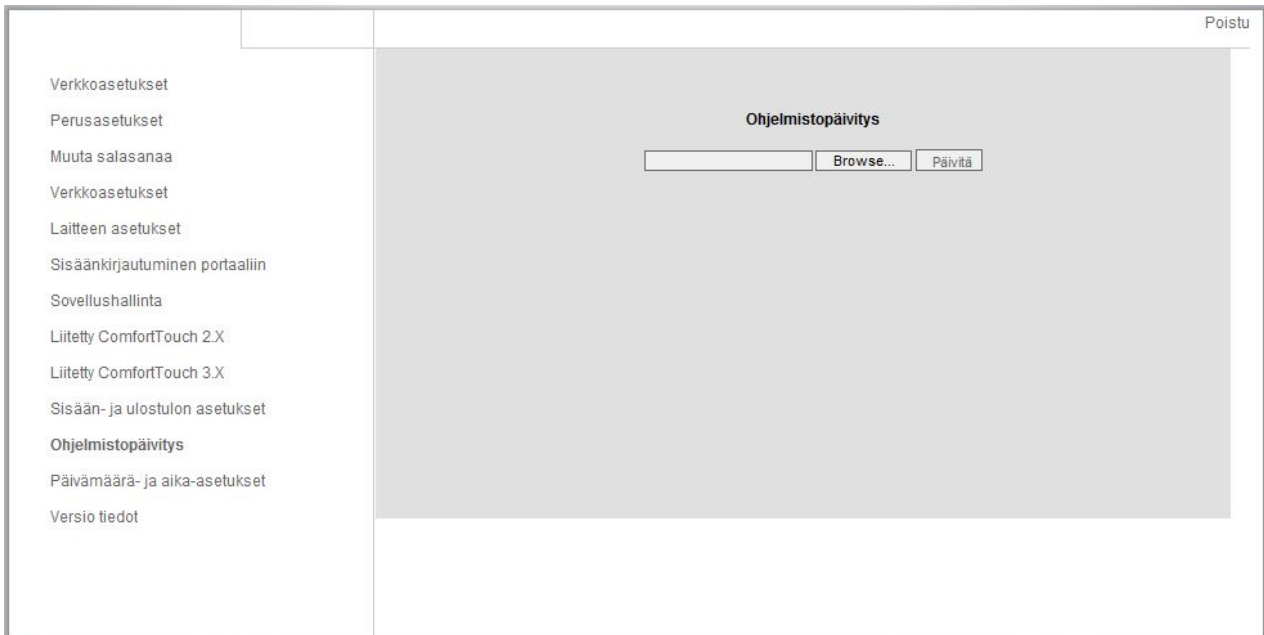 Poistu
Verkkoasetukset
Perusasetukset
Muuta salasanaa
Verkkoasetukset
Laitteen asetukset
Sisäänkirjautuminen portaaliin
Sovellushallinta
Liitetty ComfortTouch 2.X
Liitetty ComfortTouch 3.X
Sisään- ja ulostulon asetukset
Ohjelmistopäivitys
Päivämäärä- ja aika-asetukset
Versio tiedot
Ohjelmistopäivitys
Browse... Päivitä